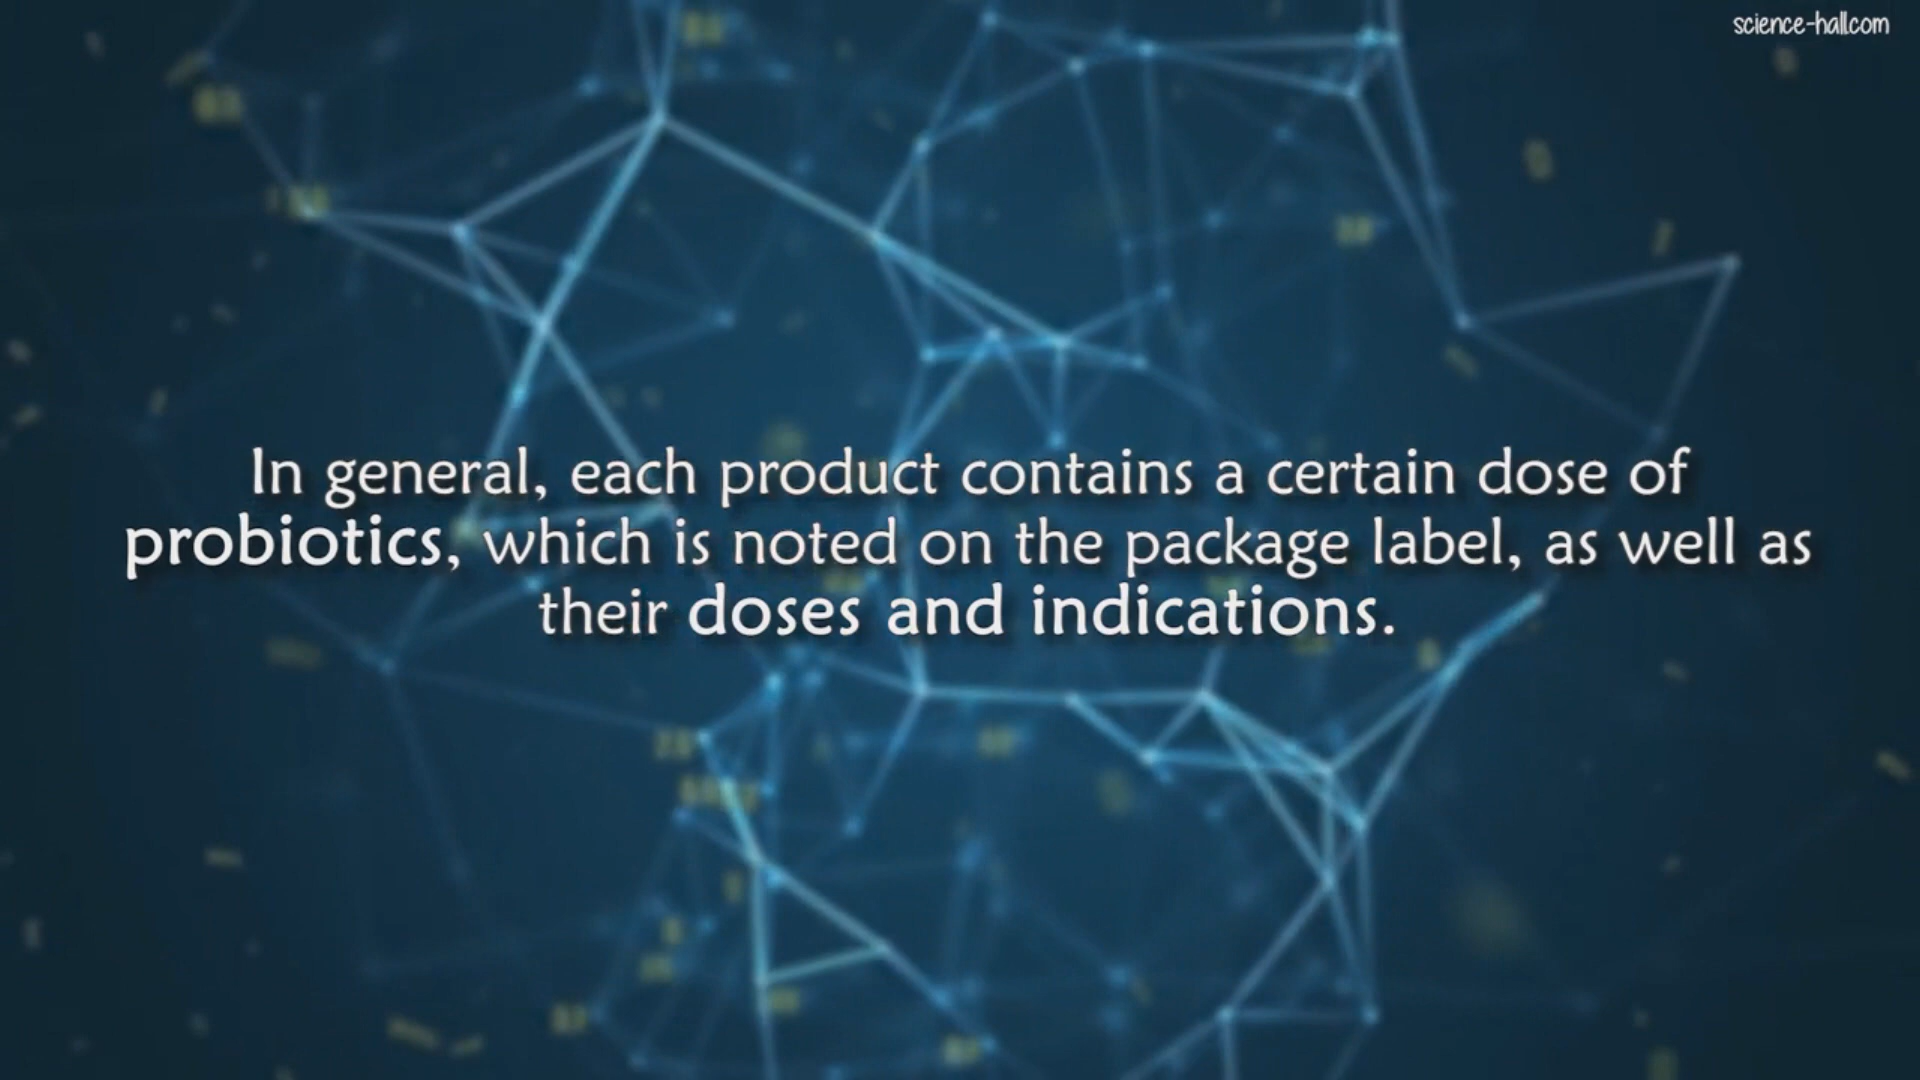 science-hall.com
In general, each product contains a certain dose of
probiotics, which is noted on the package label, as well as
their doses and indications.